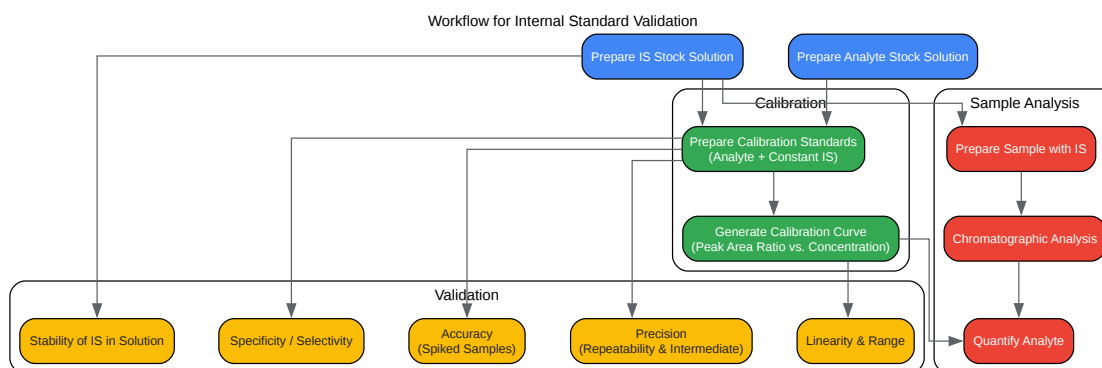 Workflow for Internal Standard Validation
Prepare IS Stock Solution
Prepare Analyte Stock Solution
Calibration
Sample Analysis
Prepare Calibration Standards
(Analyte + Constant IS)
Prepare Sample with IS
Generate Calibration Curve
(Peak Area Ratio vs. Concentration)
Chromatographic Analysis
Validation
Stability of IS in Solution
Specificity / Selectivity
Accuracy
(Spiked Samples)
Precision
(Repeatability & Intermediate)
Linearity & Range
Quantify Analyte